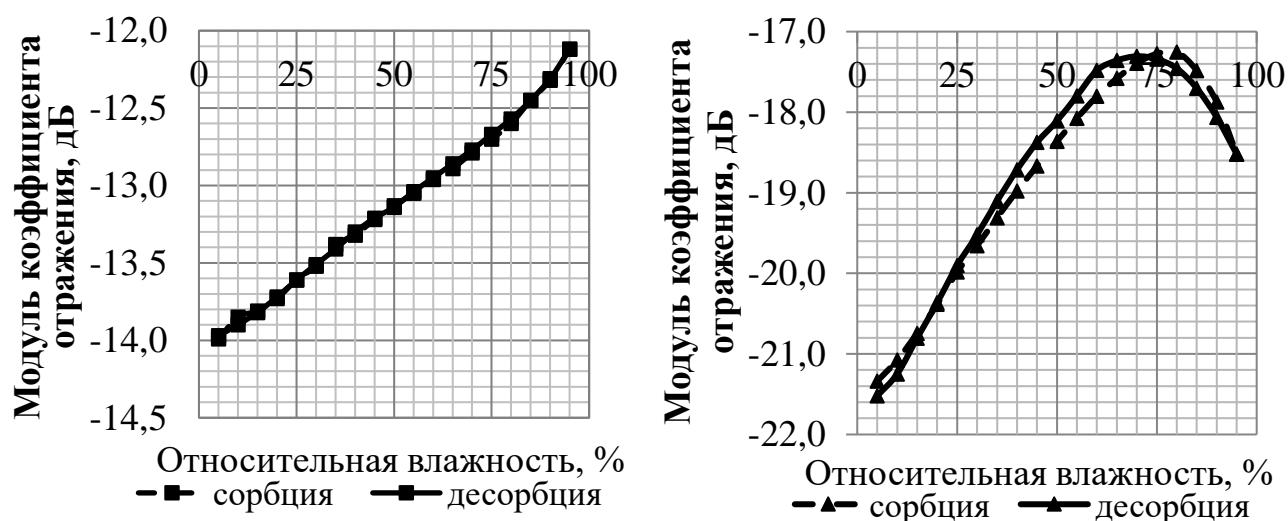 Модуль коэффициента
отражения, дБ
-12,0
-12,5
-13,0
-13,5
-14,0
-14,5
0 25 50 75 100
Относительная влажность, %
сорбция десорбция
Модуль коэффициента
отражения, дБ
-17,0
-18,0
-19,0
-20,0
-21,0
-22,0
0 25 50 75 100
Относительная влажность, %
сорбция десорбция